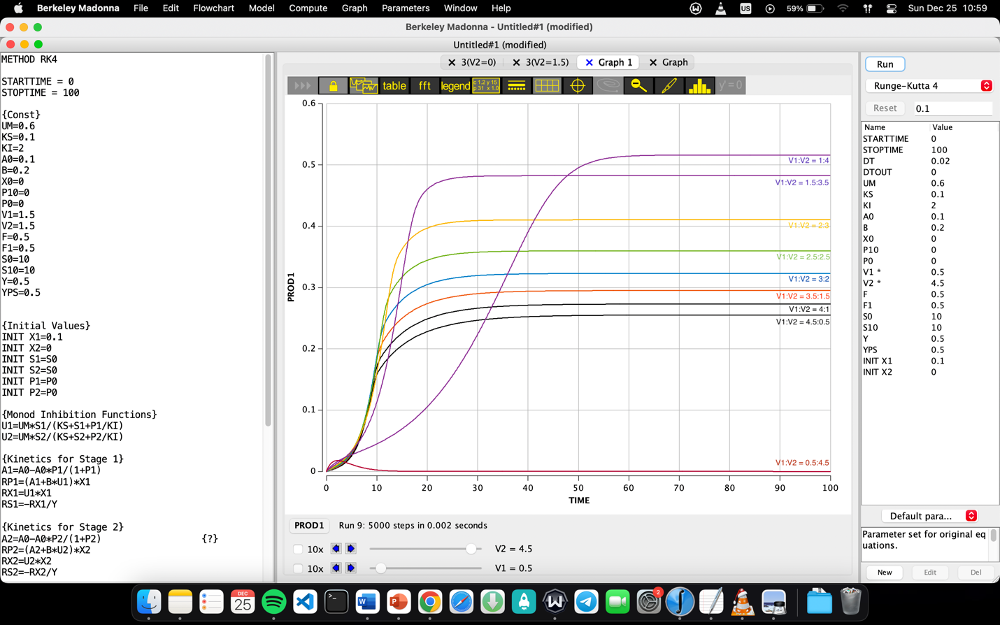 Berkeley Madonna File Edit Flowchart Model Compute Graph Parameters Window Help US 59% Sun Dec 25 10:59
Berkeley Madonna - Untitled#1 (modified)
Untitled#1 (modified)
METHOD RK4
STARTTIME = 0
STOPTIME = 100
{Const}
UM=0.6
KS=0.1
KI=2
A0=0.1
B=0.2
X0=0
P10=0
P0=0
V1=1.5
V2=1.5
F=0.5
F1=0.5
S0=10
S10=10
Y=0.5
YPS=0.5
{Initial Values}
INIT X1=0.1
INIT X2=0
INIT S1=S0
INIT S2=S0
INIT P1=P0
INIT P2=P0
{Monod Inhibition Functions}
U1=UM*S1/(KS+S1+P1/KI)
U2=UM*S2/(KS+S2+P2/KI)
{Kinetics for Stage 1}
A1=A0-A0*P1/(1+P1)
RP1=(A1+B*U1)*X1
RX1=U1*X1
RS1=-RX1/Y
{Kinetics for Stage 2}
A2=A0-A0*P2/(1+P2) {?}
RP2=(A2+B*U2)*X2
RX2=U2*X2
RS2=-RX2/Y
3(V2=0) 3(V2=1.5) Graph 1 Graph
table fft legend c 1.2 y 15 p 31 x 1.0 y'=0
0.6
0.5
0.4
0.3
0.2
0.1
0
PROD1
V1:V2 = 1:4
V1:V2 = 1.5:3.5
V1:V2 = 2:3
V1:V2 = 2.5:2.5
V1:V2 = 3:2
V1:V2 = 3.5:1.5
V1:V2 = 4:1
V1:V2 = 4.5:0.5
V1:V2 = 0.5:4.5
0 10 20 30 40 50 60 70 80 90 100
TIME
PROD1 Run 9: 5000 steps in 0.002 seconds
10x V2 = 4.5
10x V1 = 0.5
Run
Runge-Kutta 4
Reset 0.1
Name Value
STARTTIME 0
STOPTIME 100
DT 0.02
DTOUT 0
UM 0.6
KS 0.1
KI 2
A0 0.1
B 0.2
X0 0
P10 0
P0 0
V1 * 0.5
V2 * 4.5
F 0.5
F1 0.5
S0 10
S10 10
Y 0.5
YPS 0.5
INIT X1 0.1
INIT X2 0
Default para...
Parameter set for original eq
uations.
New Edit Del
DEC
25
2